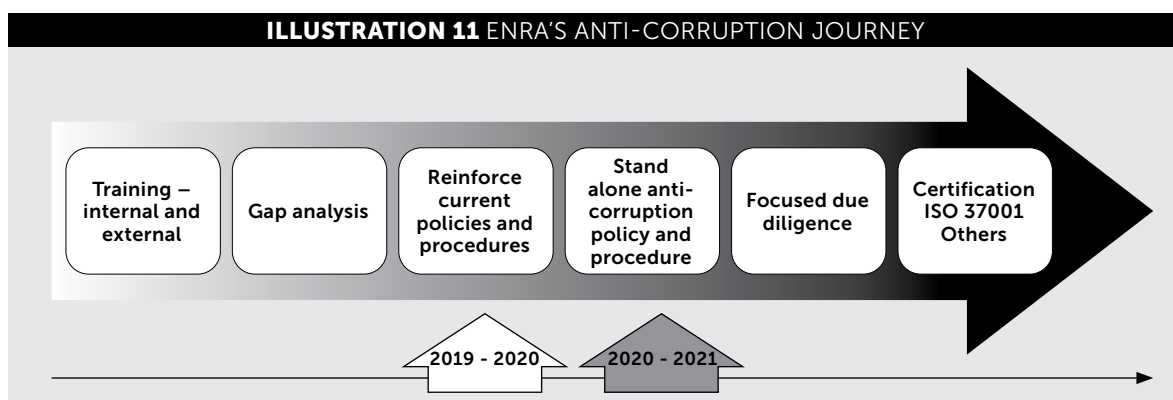 ILLUSTRATION 11 ENRA'S ANTI-CORRUPTION JOURNEY
Training –
internal and
external
Gap analysis
Reinforce
current
policies and
procedures
Stand
alone anti-
corruption
policy and
procedure
Focused due
diligence
Certification
ISO 37001
Others
2019 - 2020
2020 - 2021